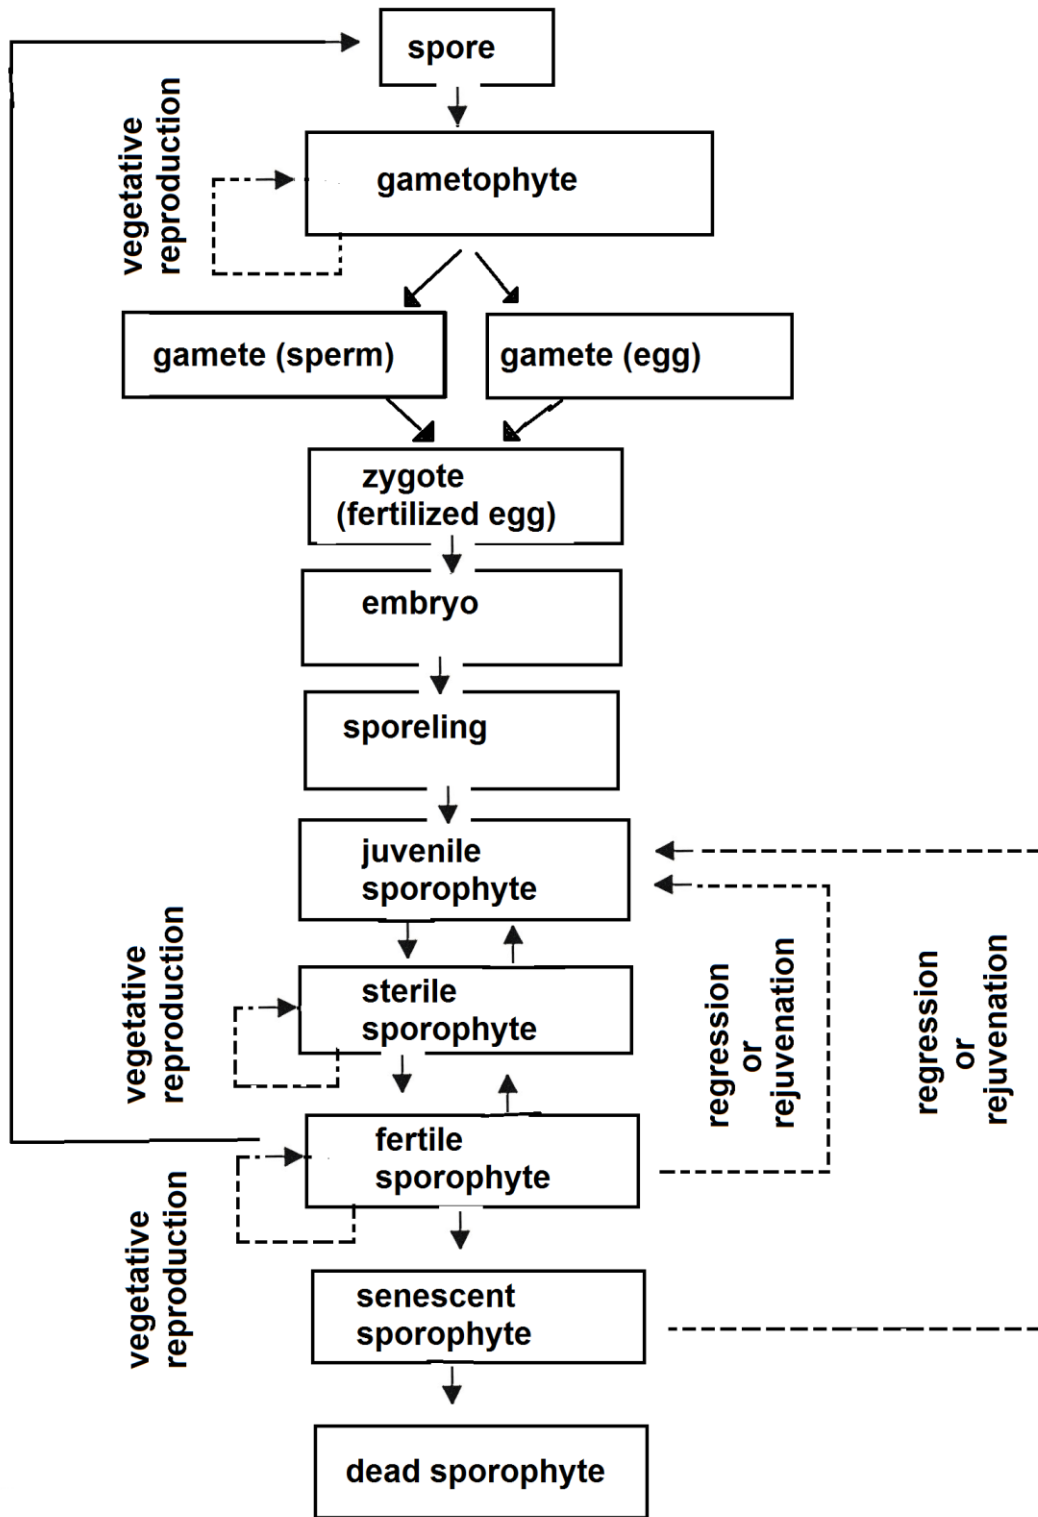 spore
vegetative
reproduction
gametophyte
gamete (sperm)
gamete (egg)
zygote
(fertilized egg)
embryo
sporeling
juvenile
sporophyte
vegetative
reproduction
sterile
sporophyte
regression
or
rejuvenation
regression
or
rejuvenation
fertile
sporophyte
vegetative
reproduction
senescent
sporophyte
dead sporophyte